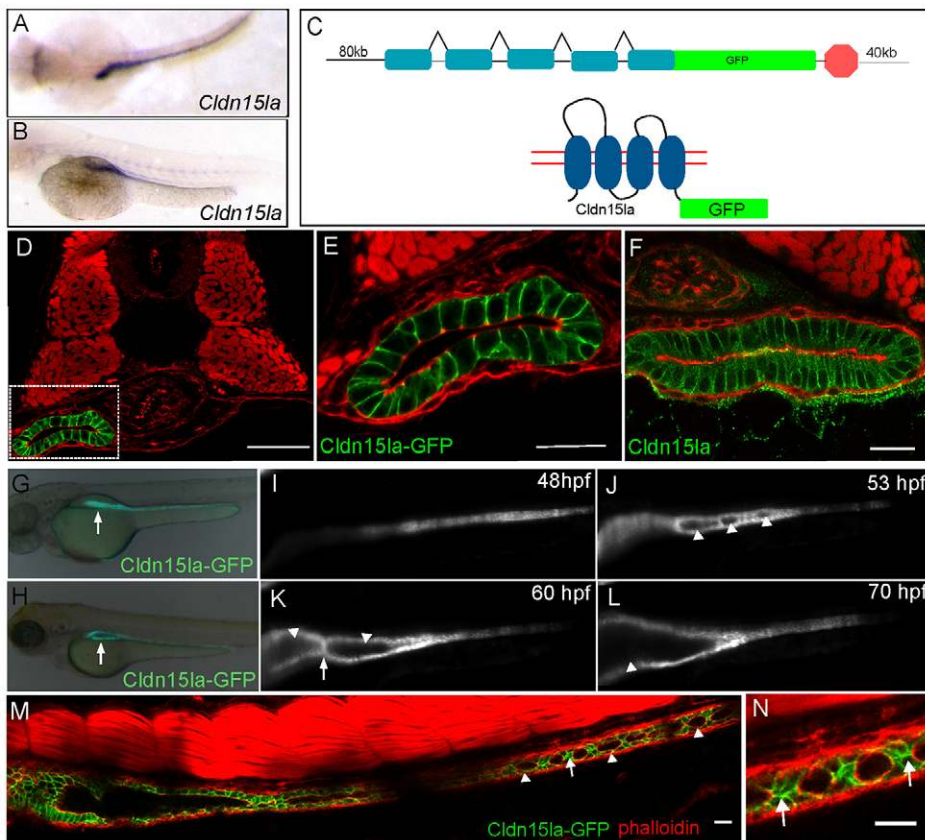 A
Cldn15la
B
Cldn15la
C
80kb
GFP
40kb
Cldn15la
GFP
D
E
Cldn15la-GFP
F
Cldn15la
G
Cldn15la-GFP
H
Cldn15la-GFP
I
48hpf
J
53 hpf
K
60 hpf
L
70 hpf
M
Cldn15la-GFP phalloidin
N